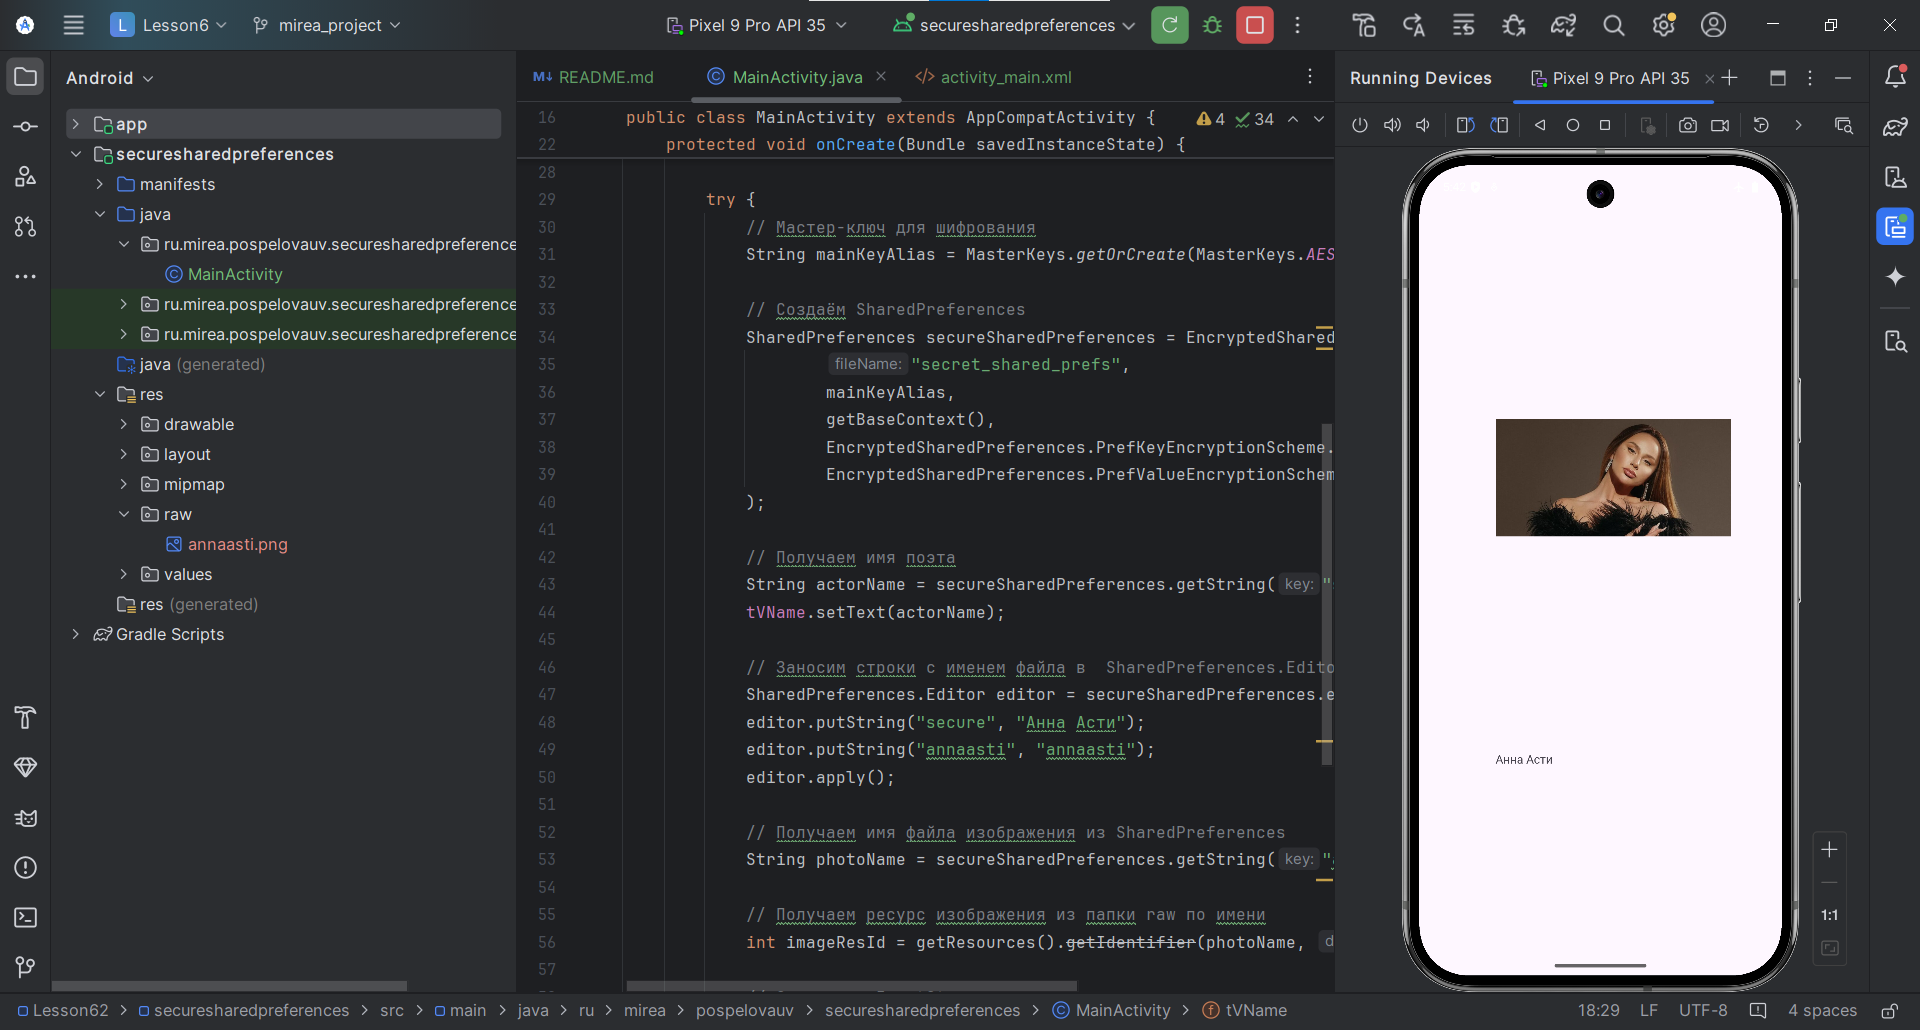 L Lesson6 mirea_project Pixel 9 Pro API 35 securesharedpreferences
Android
app
securesharedpreferences
manifests
java
ru.mirea.pospelovauv.securesharedpreference
MainActivity
ru.mirea.pospelovauv.securesharedpreference
ru.mirea.pospelovauv.securesharedpreference
java (generated)
res
drawable
layout
mipmap
raw
annaasti.png
values
res (generated)
Gradle Scripts
M↓ README.md MainActivity.java activity_main.xml
16 public class MainActivity extends AppCompatActivity { 4 34
22 protected void onCreate(Bundle savedInstanceState) {
28
29 try {
30 // Мастер-ключ для шифрования
31 String mainKeyAlias = MasterKeys.getOrCreate(MasterKeys.AES
32
33 // Создаём SharedPreferences
34 SharedPreferences secureSharedPreferences = EncryptedShared
35 fileName: "secret_shared_prefs",
36 mainKeyAlias,
37 getBaseContext(),
38 EncryptedSharedPreferences.PrefKeyEncryptionScheme.
39 EncryptedSharedPreferences.PrefValueEncryptionSchem
40 );
41
42 // Получаем имя поэта
43 String actorName = secureSharedPreferences.getString( key: "
44 tVName.setText(actorName);
45
46 // Заносим строки с именем файла в  SharedPreferences.Edito
47 SharedPreferences.Editor editor = secureSharedPreferences.e
48 editor.putString("secure", "Анна Асти");
49 editor.putString("annaasti", "annaasti");
50 editor.apply();
51
52 // Получаем имя файла изображения из SharedPreferences
53 String photoName = secureSharedPreferences.getString( key: "
54
55 // Получаем ресурс изображения из папки raw по имени
56 int imageResId = getResources().getIdentifier(photoName, d
57
Running Devices Pixel 9 Pro API 35
Анна Асти
1:1
Lesson62 securesharedpreferences src main java ru mirea pospelovauv securesharedpreferences MainActivity tVName 18:29 LF UTF-8 4 spaces